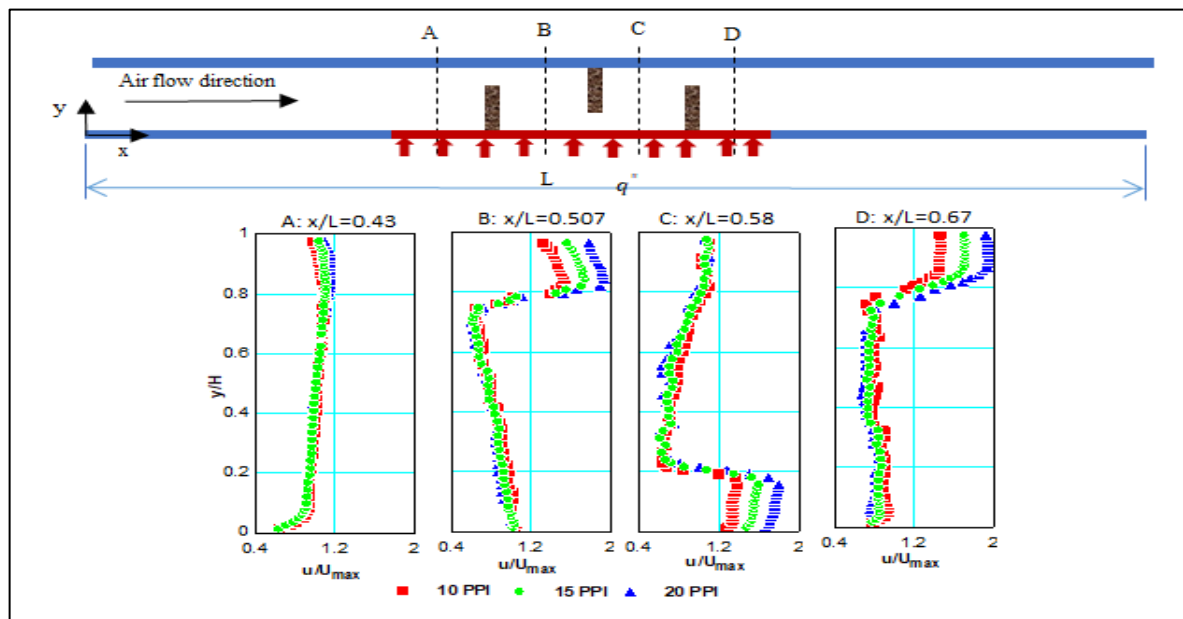 A B C D
Air flow direction
y
x
L q"
A: x/L=0.43 B: x/L=0.507 C: x/L=0.58 D: x/L=0.67
1
0.8
0.6
y/H
0.4
0.2
0
0.4 1.2 2 0.4 1.2 2 0.4 1.2 2 0.4 1.2 2
u/Umax u/Umax u/Umax u/Umax
10 PPI 15 PPI 20 PPI